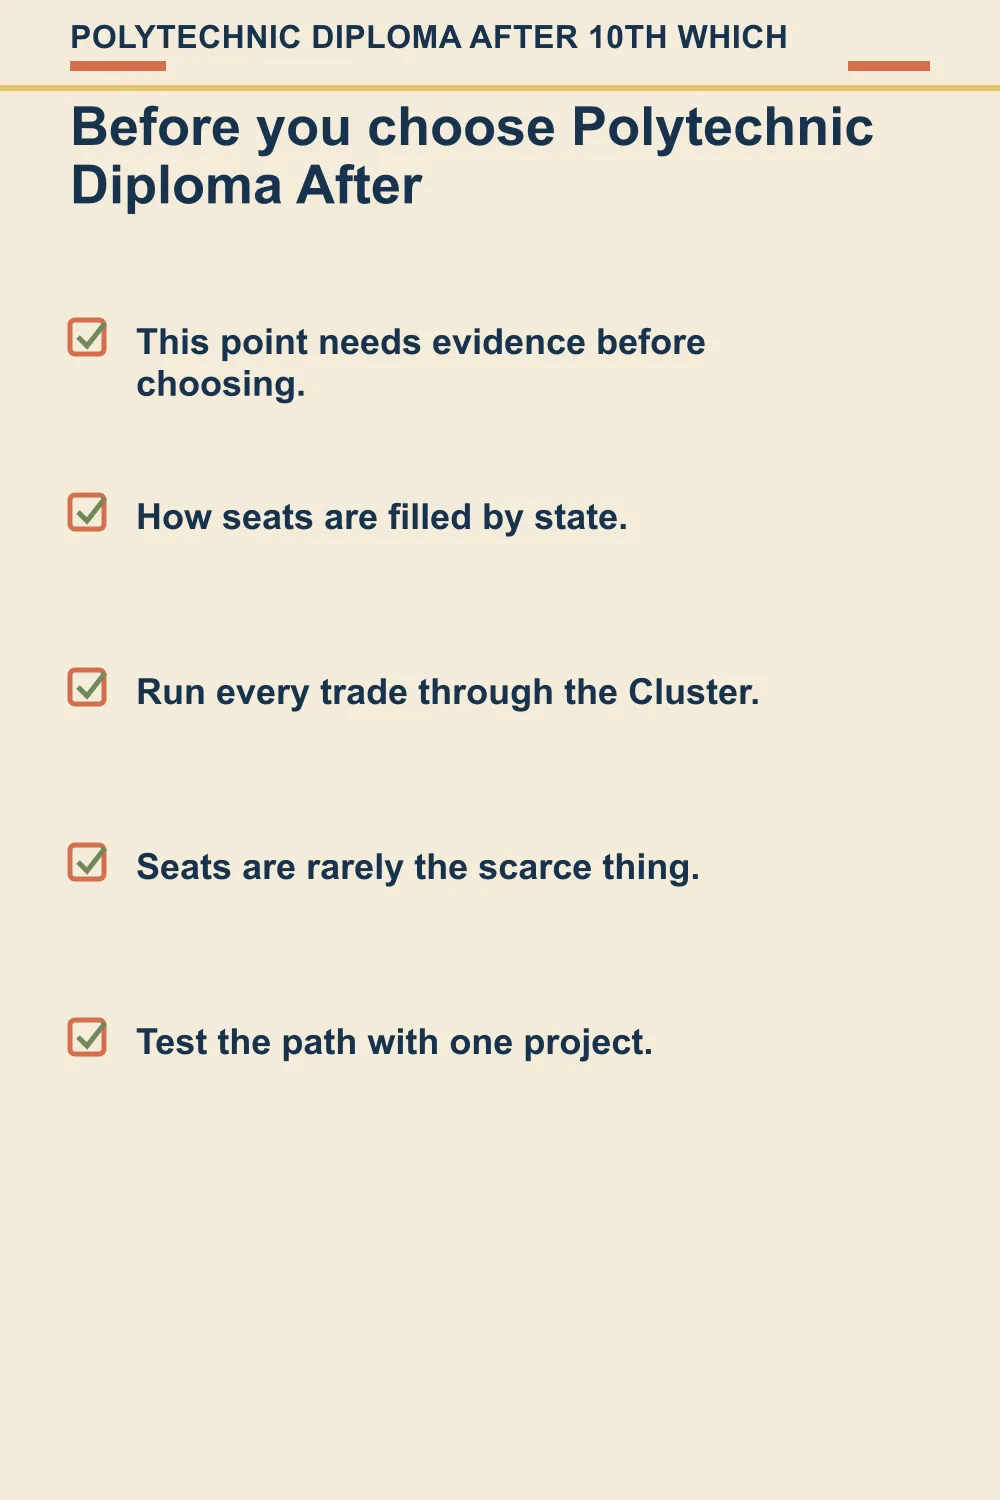 POLYTECHNIC DIPLOMA AFTER 10TH WHICH
Before you choose Polytechnic
Diploma After
This point needs evidence before
choosing.
How seats are filled by state.
Run every trade through the Cluster.
Seats are rarely the scarce thing.
Test the path with one project.